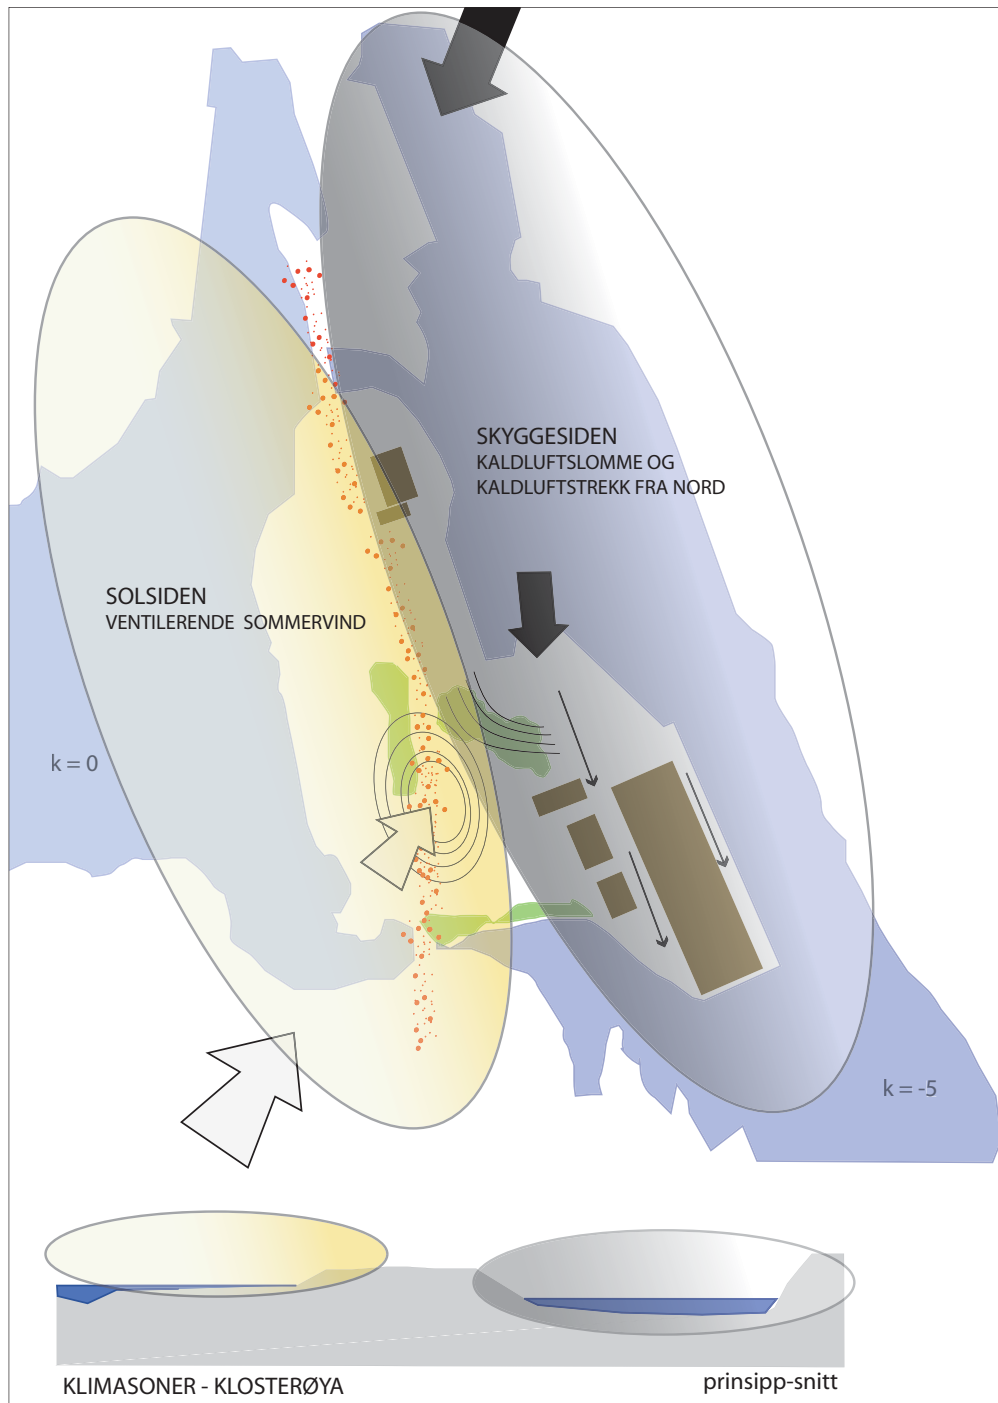 SKYGGESIDEN
KALDLUFTSLOMME OG
KALDLUFTSTREKK FRA NORD
SOLSIDEN
VENTILERENDE SOMMERVIND
k = 0
k = -5
KLIMASONER - KLOSTERØYA
prinsipp-snitt